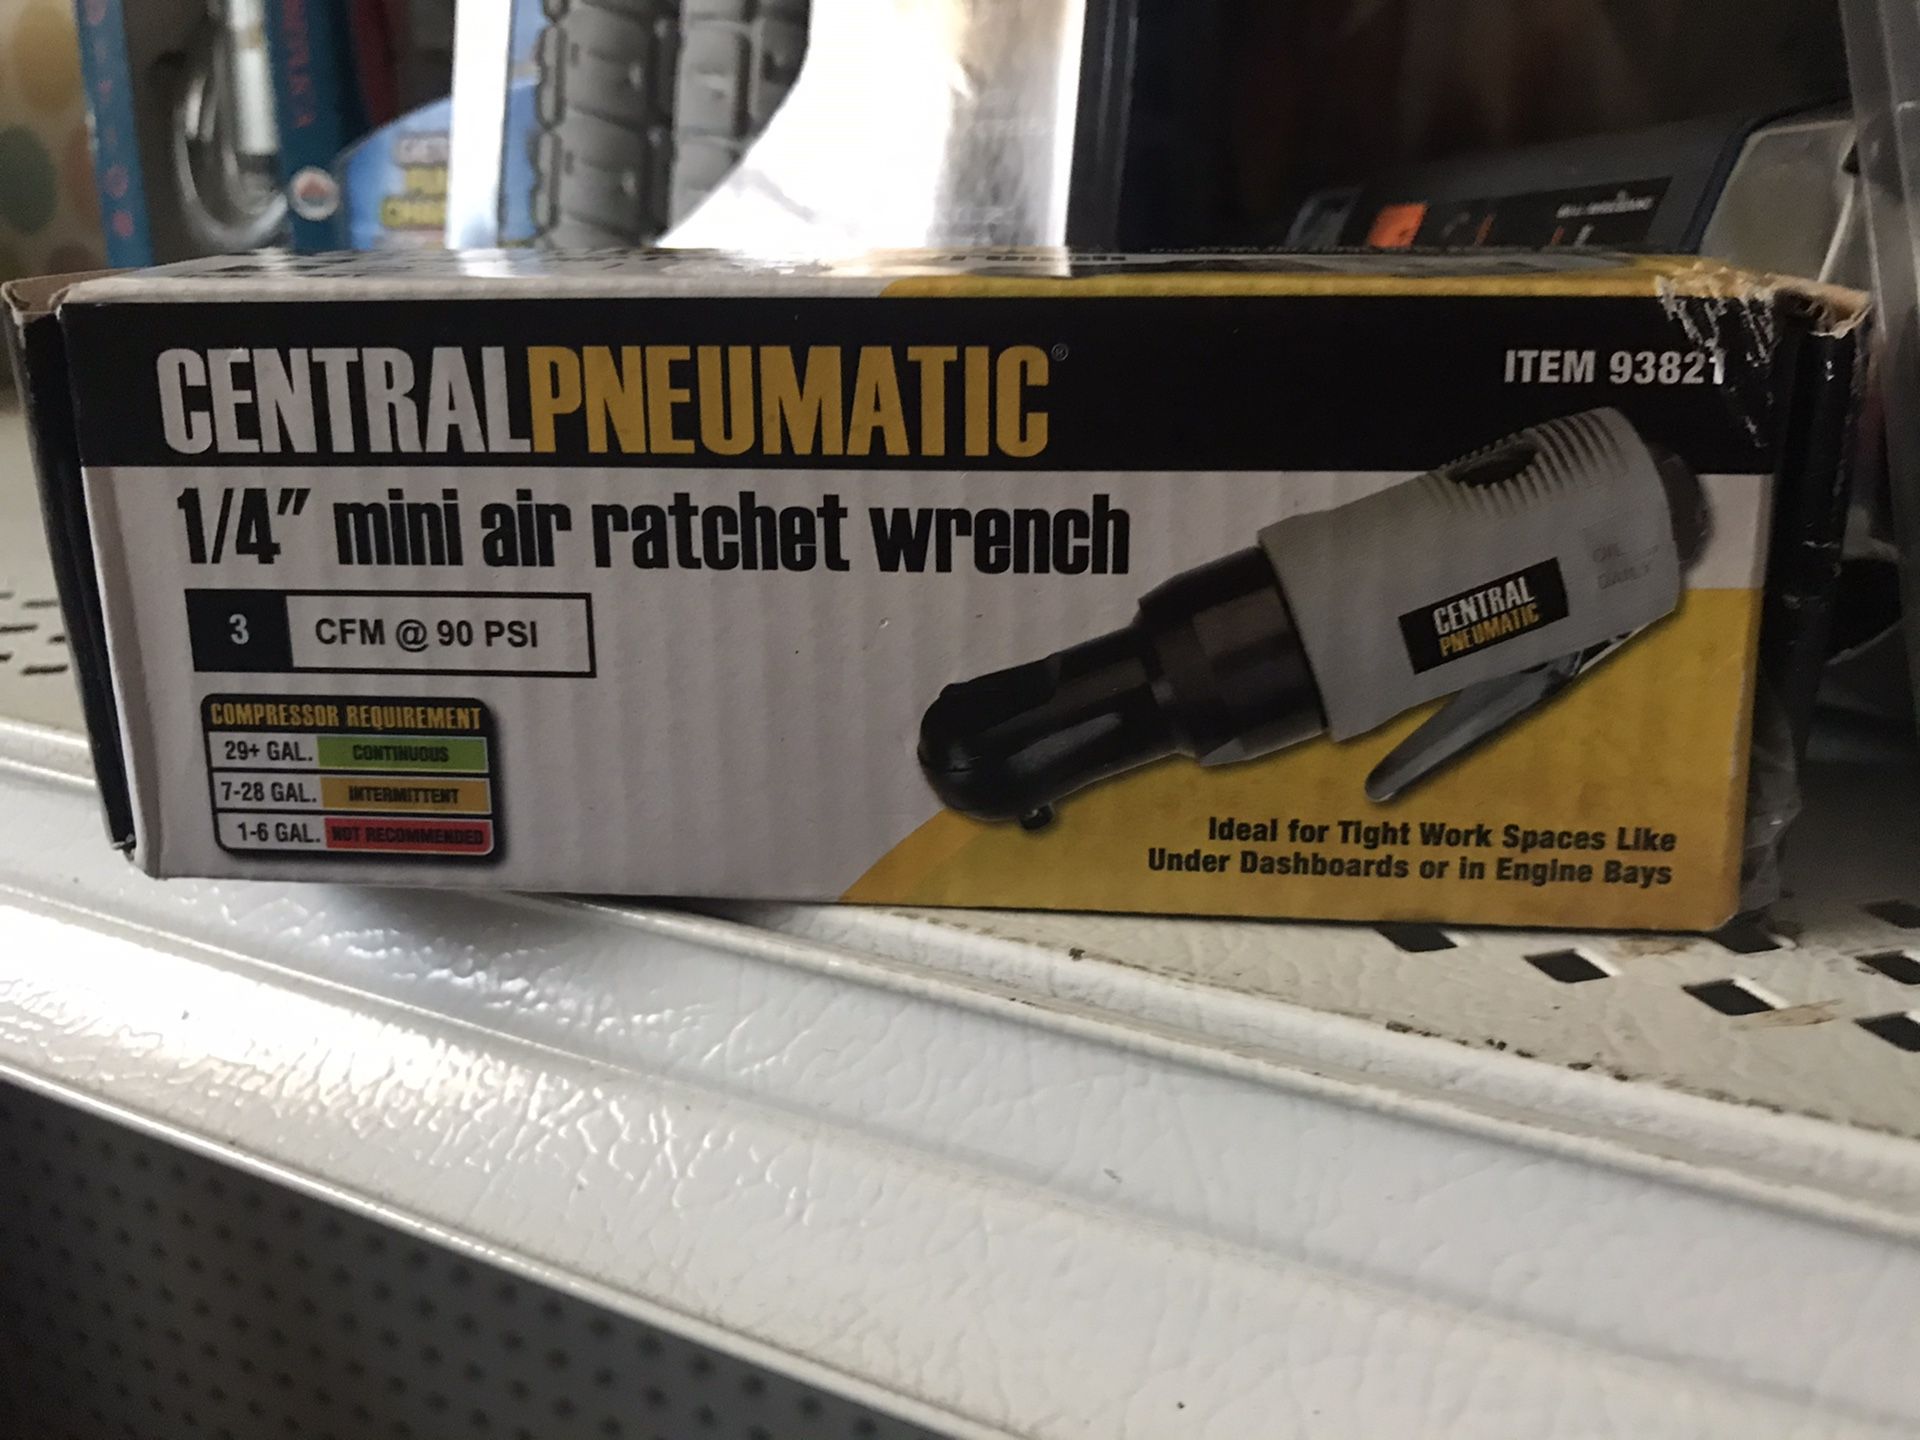 CENTRALPNEUMATIC®
ITEM 93821
1/4" mini air ratchet wrench
3 CFM @ 90 PSI
COMPRESSOR REQUIREMENT
29+ GAL. CONTINUOUS
7-28 GAL. INTERMITTENT
1-6 GAL. NOT RECOMMENDED
CENTRAL
PNEUMATIC
OIL
DAILY
Ideal for Tight Work Spaces Like
Under Dashboards or in Engine Bays